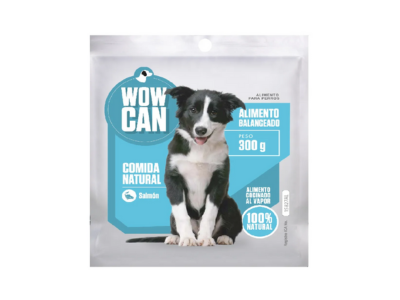 WOW
CAN
ALIMENTO
PARA PERROS
ALIMENTO
BALANCEADO
PESO
300 g
COMIDA
NATURAL
Salmón
ALIMENTO
COCINADO
AL VAPOR
100%
NATURAL